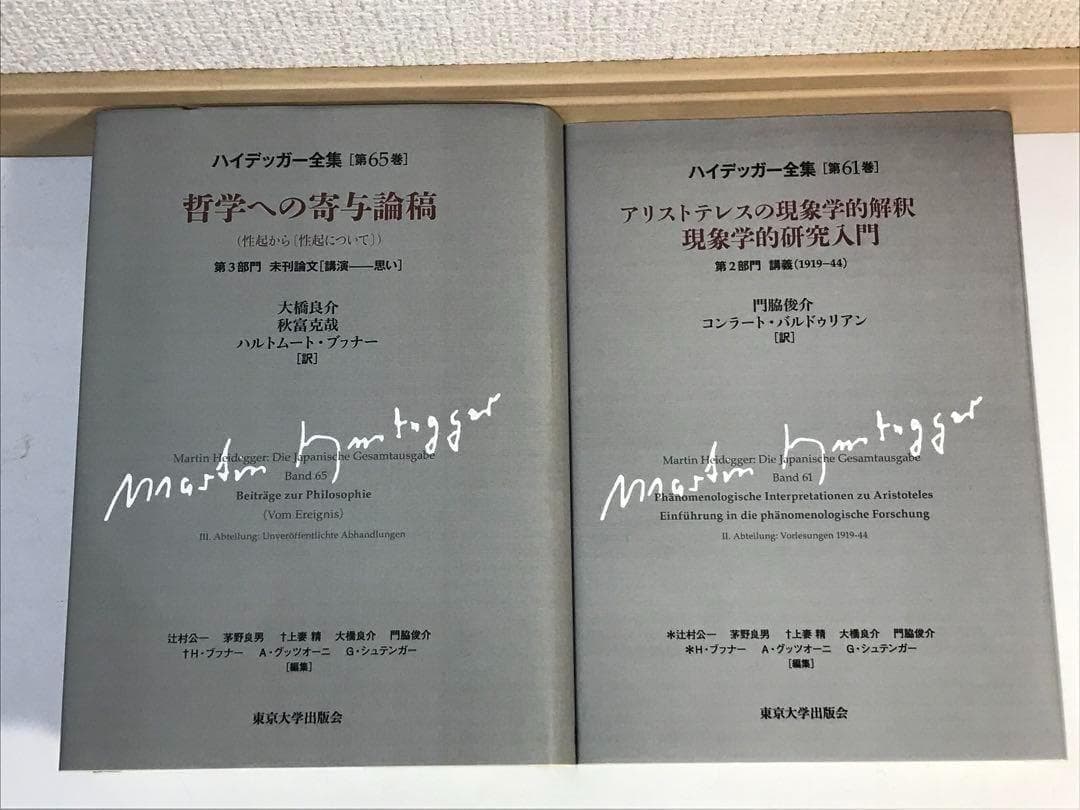 ハイデッガー全集[第65巻]
哲学への寄与論稿
(性起から[性起について])
第3部門 未刊論文[講演——思い]
大橋良介
秋富克哉
ハルトムート・ブァナー
[訳]
Martin Heidegger
Martin Heidegger: Die Japanische Gesamtausgabe
Band 65
Beiträge zur Philosophie
(Vom Ereignis)
III. Abteilung: Unveröffentlichte Abhandlungen
辻村公一 茅野良男 †上妻 精 大橋良介 門脇俊介
†H・ブァナー A・グッツオーニ G・シュテンガー
[編集]
東京大学出版会
ハイデッガー全集[第61巻]
アリストテレスの現象学的解釈
現象学的研究入門
第2部門 講義(1919−44)
門脇俊介
コンラート・バルドゥリアン
[訳]
Martin Heidegger
Martin Heidegger: Die Japanische Gesamtausgabe
Band 61
Phänomenologische Interpretationen zu Aristoteles
Einführung in die phänomenologische Forschung
II. Abteilung: Vorlesungen 1919-44
＊辻村公一 茅野良男 †上妻 精 大橋良介 門脇俊介
＊H・ブァナー A・グッツオーニ G・シュテンガー
[編集]
東京大学出版会